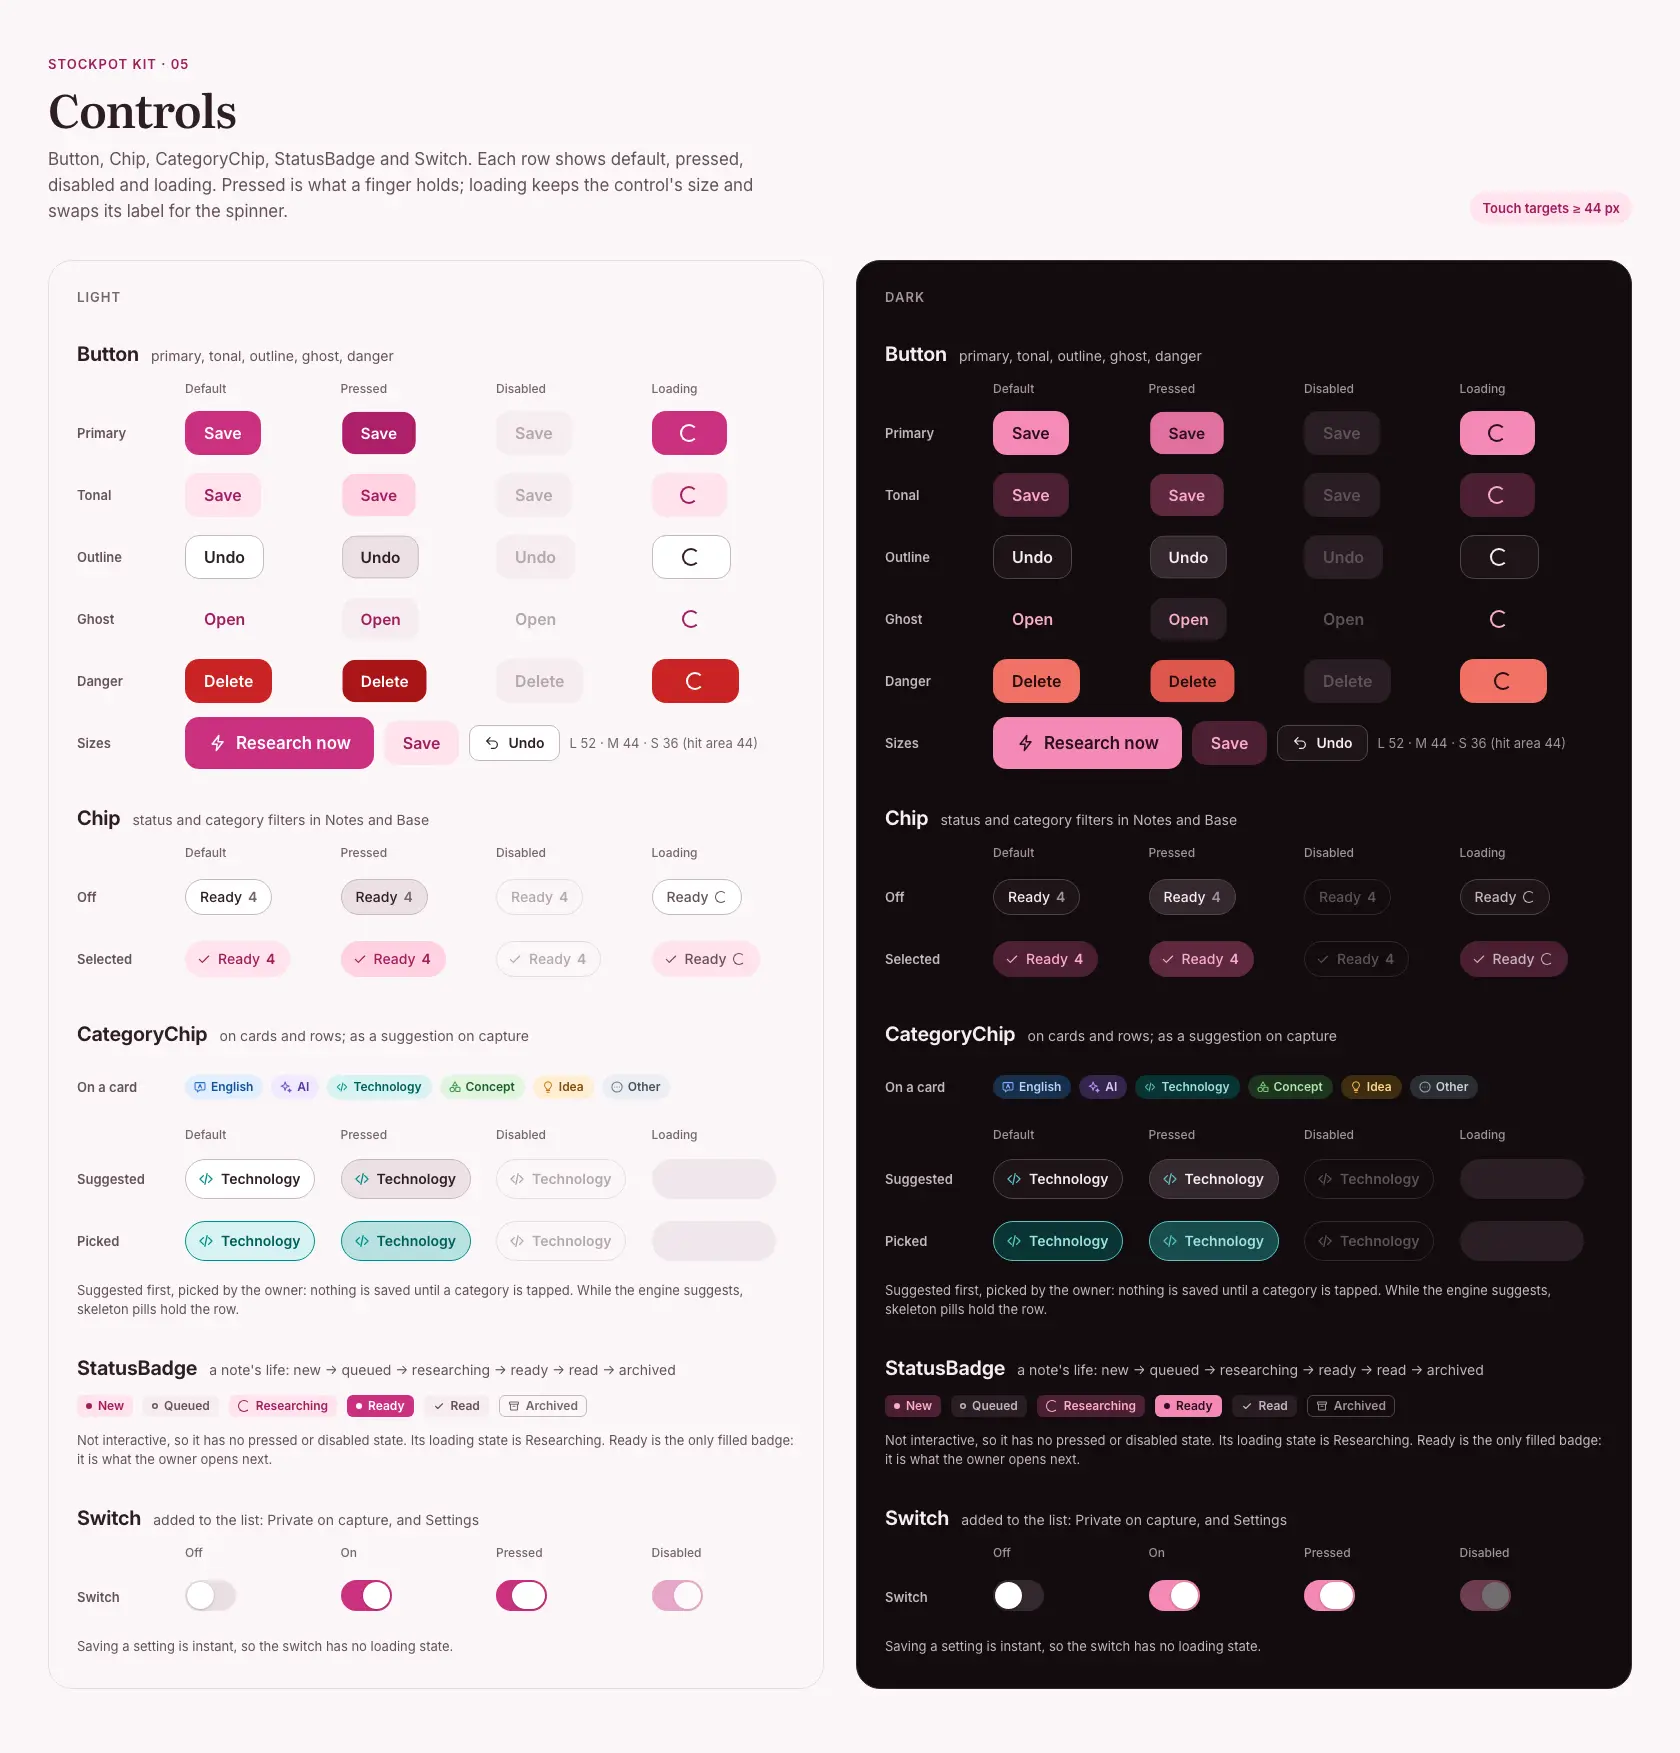 STOCKPOT KIT · 05
Controls
Button, Chip, CategoryChip, StatusBadge and Switch. Each row shows default, pressed,
disabled and loading. Pressed is what a finger holds; loading keeps the control's size and
swaps its label for the spinner.
Touch targets ≥ 44 px
LIGHT
Button primary, tonal, outline, ghost, danger
Default Pressed Disabled Loading
Primary Save Save Save
Tonal Save Save Save
Outline Undo Undo Undo
Ghost Open Open Open
Danger Delete Delete Delete
Sizes Research now Save Undo L 52 · M 44 · S 36 (hit area 44)
Chip status and category filters in Notes and Base
Default Pressed Disabled Loading
Off Ready 4 Ready 4 Ready 4 Ready
Selected Ready 4 Ready 4 Ready 4 Ready
CategoryChip on cards and rows; as a suggestion on capture
On a card English AI Technology Concept Idea Other
Default Pressed Disabled Loading
Suggested Technology Technology Technology
Picked Technology Technology Technology
Suggested first, picked by the owner: nothing is saved until a category is tapped. While the engine suggests,
skeleton pills hold the row.
StatusBadge a note's life: new → queued → researching → ready → read → archived
New Queued Researching Ready Read Archived
Not interactive, so it has no pressed or disabled state. Its loading state is Researching. Ready is the only filled badge:
it is what the owner opens next.
Switch added to the list: Private on capture, and Settings
Off On Pressed Disabled
Switch
Saving a setting is instant, so the switch has no loading state.
DARK
Button primary, tonal, outline, ghost, danger
Default Pressed Disabled Loading
Primary Save Save Save
Tonal Save Save Save
Outline Undo Undo Undo
Ghost Open Open Open
Danger Delete Delete Delete
Sizes Research now Save Undo L 52 · M 44 · S 36 (hit area 44)
Chip status and category filters in Notes and Base
Default Pressed Disabled Loading
Off Ready 4 Ready 4 Ready 4 Ready
Selected Ready 4 Ready 4 Ready 4 Ready
CategoryChip on cards and rows; as a suggestion on capture
On a card English AI Technology Concept Idea Other
Default Pressed Disabled Loading
Suggested Technology Technology Technology
Picked Technology Technology Technology
Suggested first, picked by the owner: nothing is saved until a category is tapped. While the engine suggests,
skeleton pills hold the row.
StatusBadge a note's life: new → queued → researching → ready → read → archived
New Queued Researching Ready Read Archived
Not interactive, so it has no pressed or disabled state. Its loading state is Researching. Ready is the only filled badge:
it is what the owner opens next.
Switch added to the list: Private on capture, and Settings
Off On Pressed Disabled
Switch
Saving a setting is instant, so the switch has no loading state.